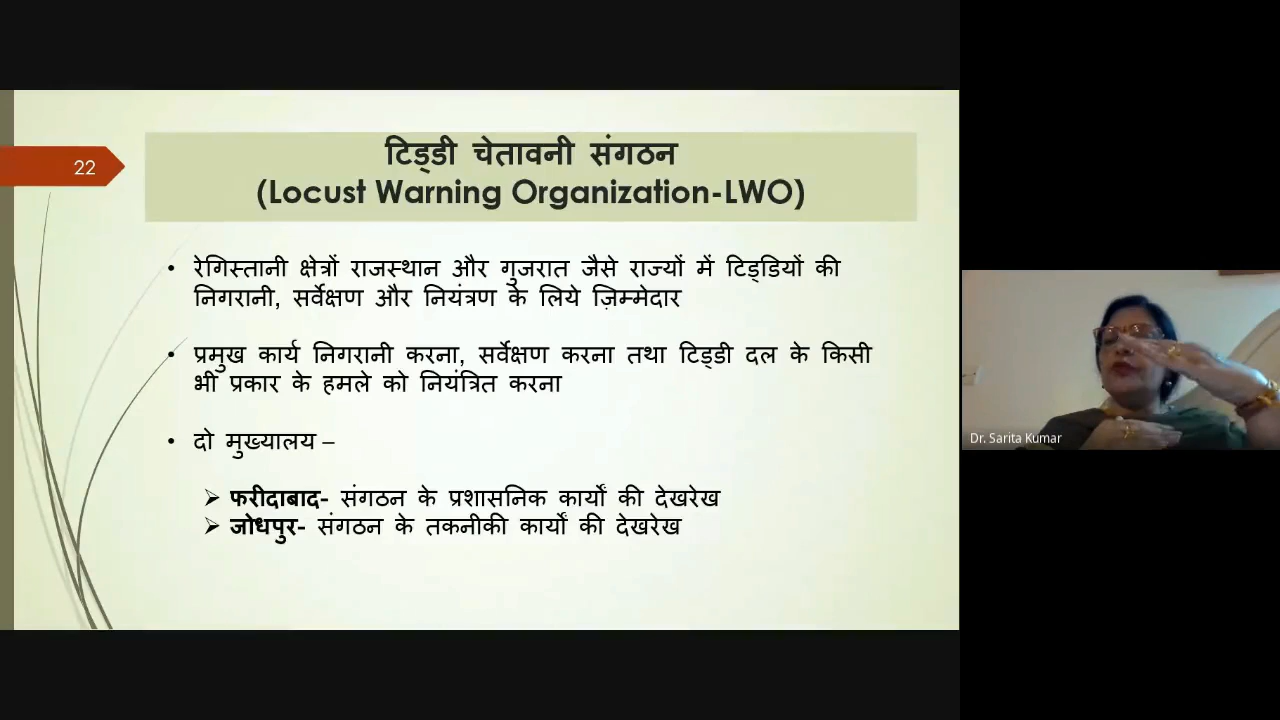 22
टिड्डी चेतावनी संगठन
(Locust Warning Organization-LWO)
• रेगिस्तानी क्षेत्रों राजस्थान और गुजरात जैसे राज्यों में टिड्डियों की
निगरानी, सर्वेक्षण और नियंत्रण के लिये ज़िम्मेदार
• प्रमुख कार्य निगरानी करना, सर्वेक्षण करना तथा टिड्डी दल के किसी
भी प्रकार के हमले को नियंत्रित करना
• दो मुख्यालय –
➢ फरीदाबाद- संगठन के प्रशासनिक कार्यों की देखरेख
➢ जोधपुर- संगठन के तकनीकी कार्यों की देखरेख
Dr. Sarita Kumar